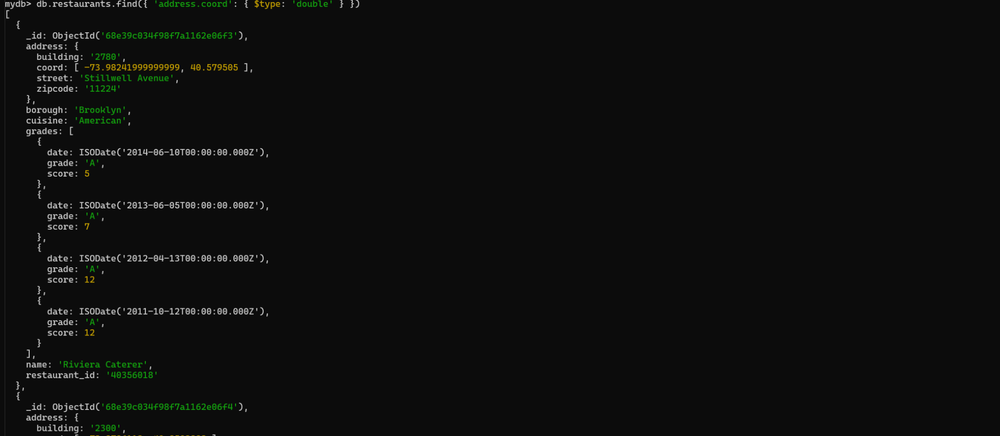 mydb> db.restaurants.find({ 'address.coord': { $type: 'double' } })
[
  {
    _id: ObjectId('68e39c034f98f7a1162e06f3'),
    address: {
      building: '2780',
      coord: [ -73.98241999999999, 40.579505 ],
      street: 'Stillwell Avenue',
      zipcode: '11224'
    },
    borough: 'Brooklyn',
    cuisine: 'American',
    grades: [
      {
        date: ISODate('2014-06-10T00:00:00.000Z'),
        grade: 'A',
        score: 5
      },
      {
        date: ISODate('2013-06-05T00:00:00.000Z'),
        grade: 'A',
        score: 7
      },
      {
        date: ISODate('2012-04-13T00:00:00.000Z'),
        grade: 'A',
        score: 12
      },
      {
        date: ISODate('2011-10-12T00:00:00.000Z'),
        grade: 'A',
        score: 12
      }
    ],
    name: 'Riviera Caterer',
    restaurant_id: '40356018'
  },
  {
    _id: ObjectId('68e39c034f98f7a1162e06f4'),
    address: {
      building: '2300',